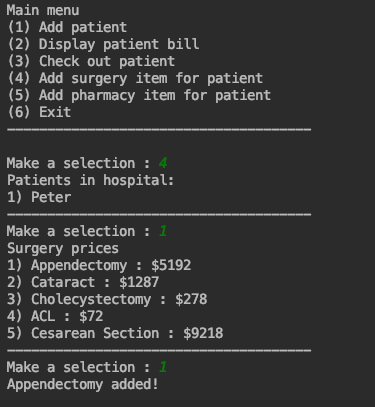 Main menu
(1) Add patient
(2) Display patient bill
(3) Check out patient
(4) Add surgery item for patient
(5) Add pharmacy item for patient
(6) Exit
--------------------------------------
Make a selection : 4
Patients in hospital:
1) Peter
--------------------------------------
Make a selection : 1
Surgery prices
1) Appendectomy : $5192
2) Cataract : $1287
3) Cholecystectomy : $278
4) ACL : $72
5) Cesarean Section : $9218
--------------------------------------
Make a selection : 1
Appendectomy added!